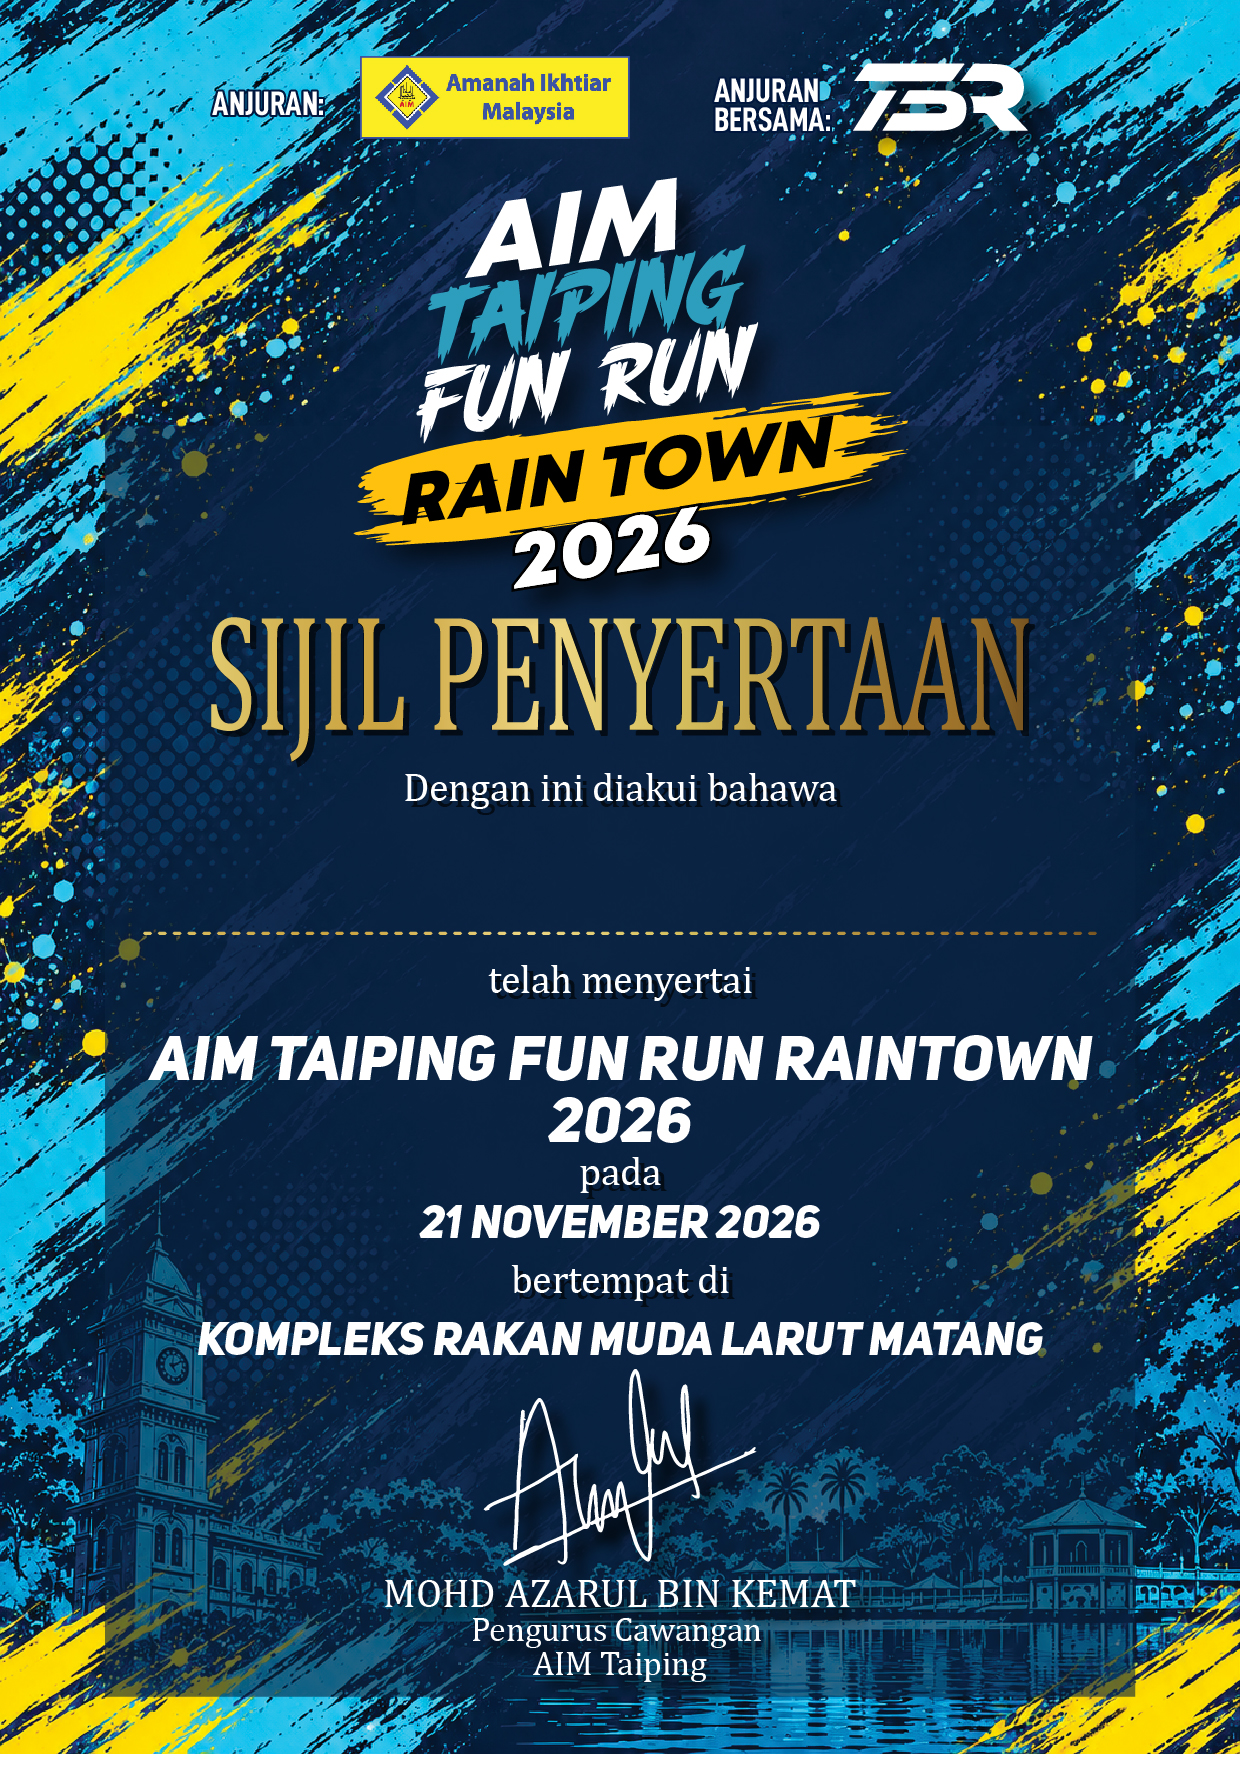 ANJURAN:
Amanah Ikhtiar
Malaysia
AIM
ANJURAN
BERSAMA:
TBR
AIM
TAIPING
FUN RUN
RAIN TOWN
2026
SIJIL PENYERTAAN
Dengan ini diakui bahawa
telah menyertai
AIM TAIPING FUN RUN RAINTOWN
2026
pada
21 NOVEMBER 2026
bertempat di
KOMPLEKS RAKAN MUDA LARUT MATANG
MOHD AZARUL BIN KEMAT
Pengurus Cawangan
AIM Taiping